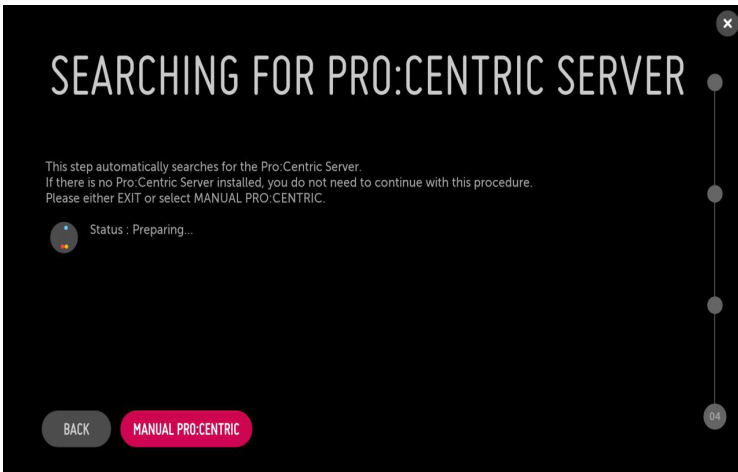 SEARCHING FOR PRO:CENTRIC SERVER
This step automatically searches for the Pro:Centric Server.
If there is no Pro:Centric Server installed, you do not need to continue with this procedure.
Please either EXIT or select MANUAL PRO:CENTRIC.
Status : Preparing...
04
BACK
MANUAL PRO:CENTRIC